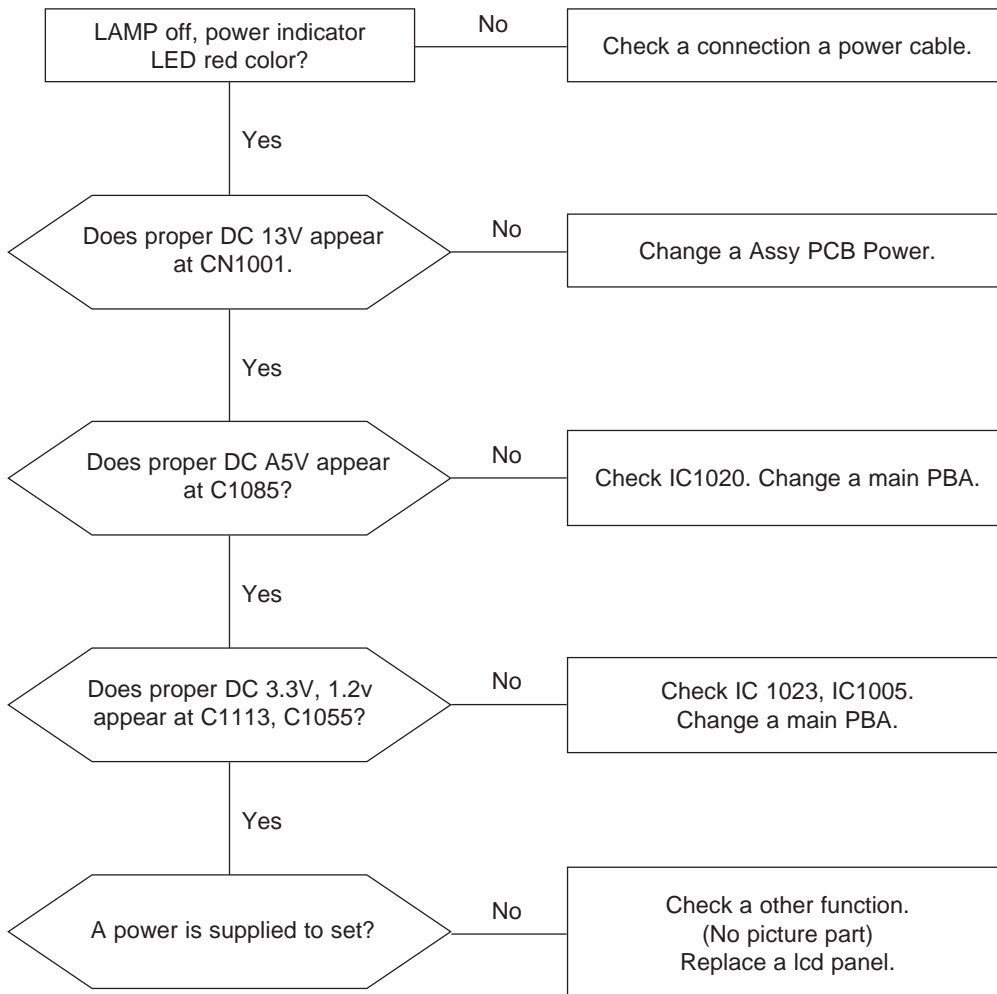 LAMP off, power indicator
LED red color?
No
Check a connection a power cable.
Yes
Does proper DC 13V appear
at CN1001.
No
Change a Assy PCB Power.
Yes
Does proper DC A5V appear
at C1085?
No
Check IC1020. Change a main PBA.
Yes
Does proper DC 3.3V, 1.2v
appear at C1113, C1055?
No
Check IC 1023, IC1005.
Change a main PBA.
Yes
A power is supplied to set?
No
Check a other function.
(No picture part)
Replace a lcd panel.